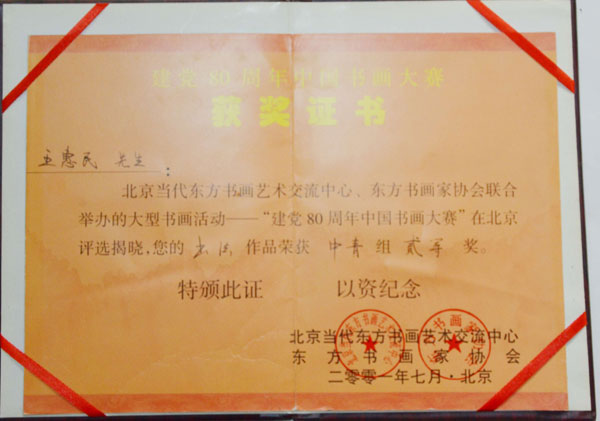 建党80周年中国书画大赛
获奖证书
王惠民 先生：
北京当代东方书画艺术交流中心、东方书画家协会联合
举办的大型书画活动——“建党80周年中国书画大赛”在北京
评选揭晓,您的 书法 作品荣获 中青 组 贰等 奖。
特颁此证 以资纪念
北京当代东方书画艺术交流中心
东方书画家协会
二零零一年七月·北京